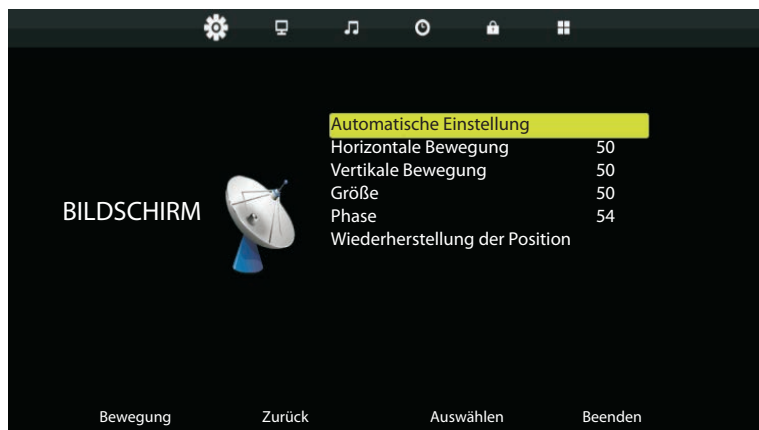 BILDSCHIRM
Automatische Einstellung
Horizontale Bewegung 50
Vertikale Bewegung 50
Größe 50
Phase 54
Wiederherstellung der Position
Bewegung Zurück Auswählen Beenden